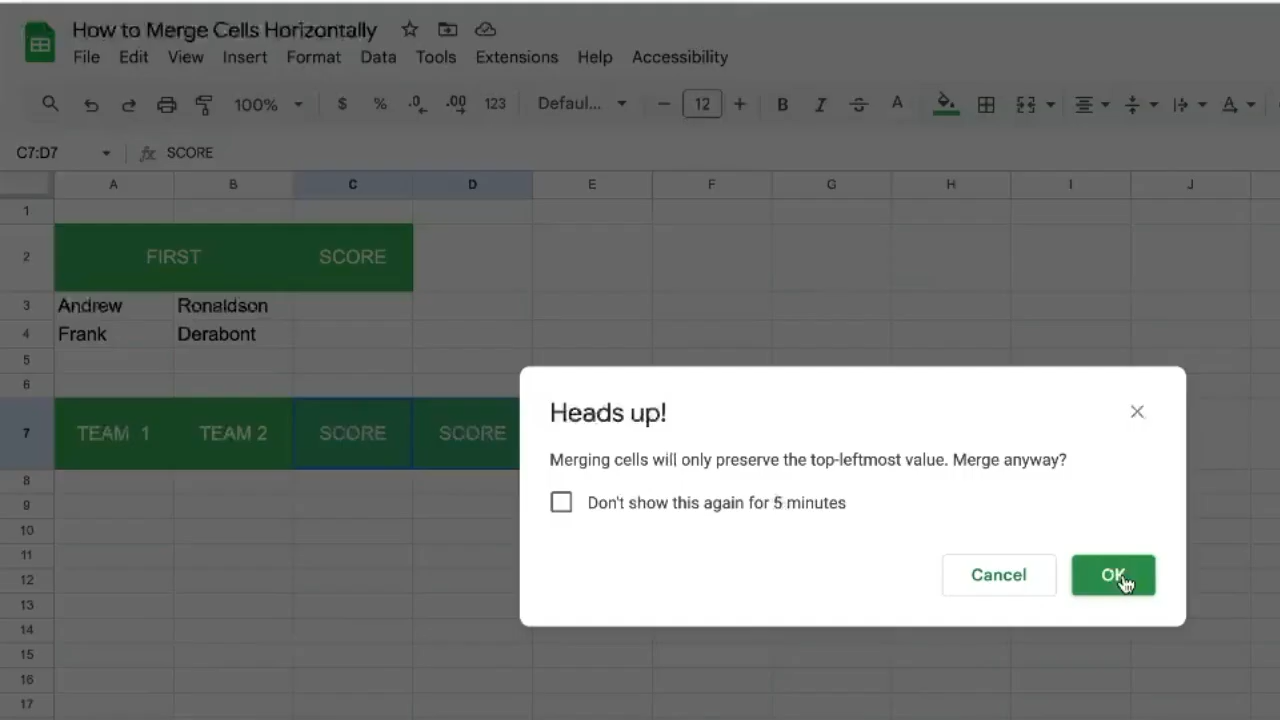 How to Merge Cells Horizontally
File Edit View Insert Format Data Tools Extensions Help Accessibility
100% $ % .0 .00 123 Defaul... − 12 + B I S A A
C7:D7 fx SCORE
A B C D E F G H I J
1
2 FIRST SCORE
3 Andrew Ronaldson
4 Frank Derabont
5
6
7 TEAM 1 TEAM 2 SCORE SCORE
8
9
10
11
12
13
14
15
16
17
Heads up!
Merging cells will only preserve the top-leftmost value. Merge anyway?
Don't show this again for 5 minutes
Cancel OK